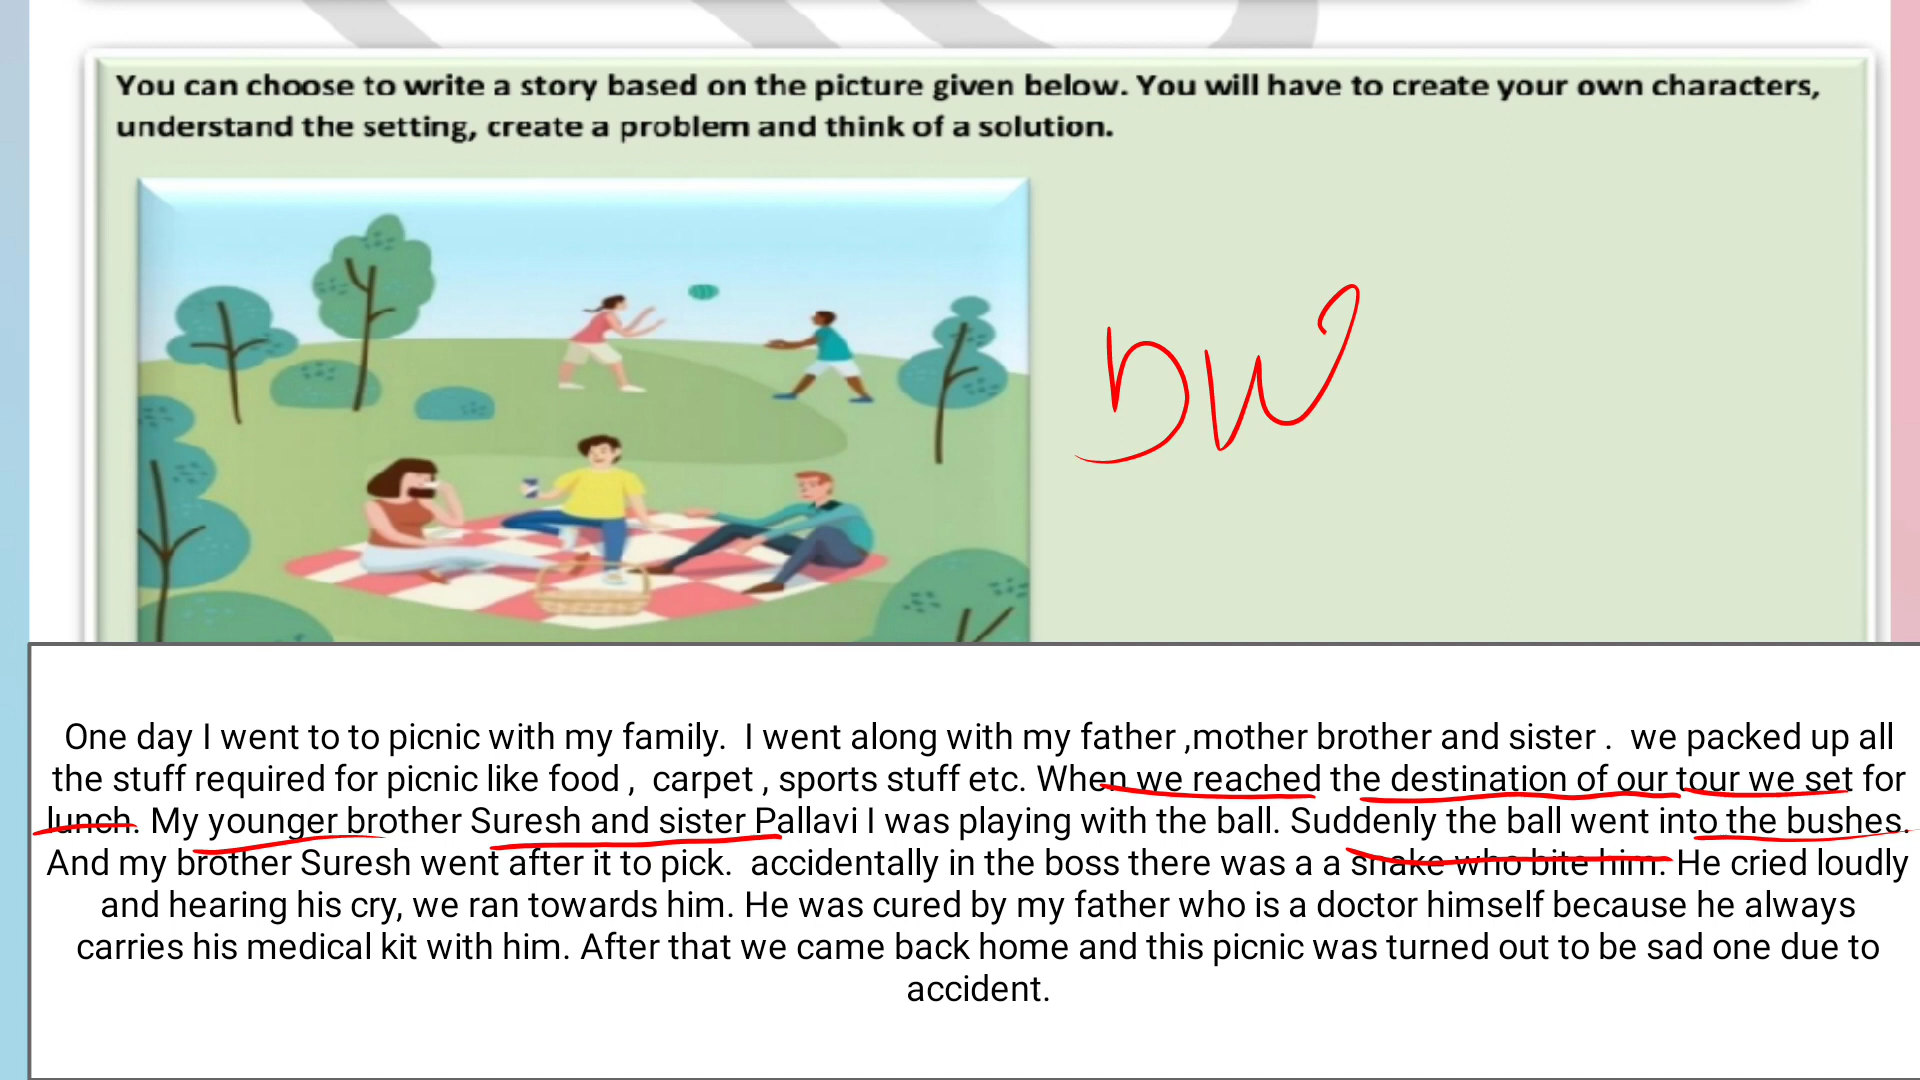 You can choose to write a story based on the picture given below. You will have to create your own characters,
understand the setting, create a problem and think of a solution.
DW
One day I went to to picnic with my family.  I went along with my father ,mother brother and sister .  we packed up all
the stuff required for picnic like food ,  carpet , sports stuff etc. When we reached the destination of our tour we set for
lunch. My younger brother Suresh and sister Pallavi I was playing with the ball. Suddenly the ball went into the bushes.
And my brother Suresh went after it to pick.  accidentally in the boss there was a a snake who bite him. He cried loudly
and hearing his cry, we ran towards him. He was cured by my father who is a doctor himself because he always
carries his medical kit with him. After that we came back home and this picnic was turned out to be sad one due to
accident.